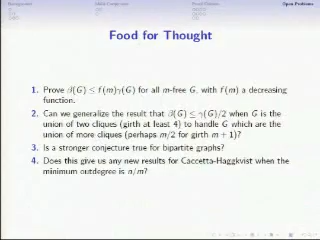 Open Problems
Food for Thought
1. Prove β(G) ≤ f(m)γ(G) for all m-free G, with f(m) a decreasing
function.
2. Can we generalize the result that β(G) ≤ γ(G)/2 when G is the
union of two cliques (girth at least 4) to handle G which are the
union of more cliques (perhaps m/2 for girth m + 1)?
3. Is a stronger conjecture true for bipartite graphs?
4. Does this give us any new results for Caccetta-Haggkvist when the
minimum outdegree is n/m?